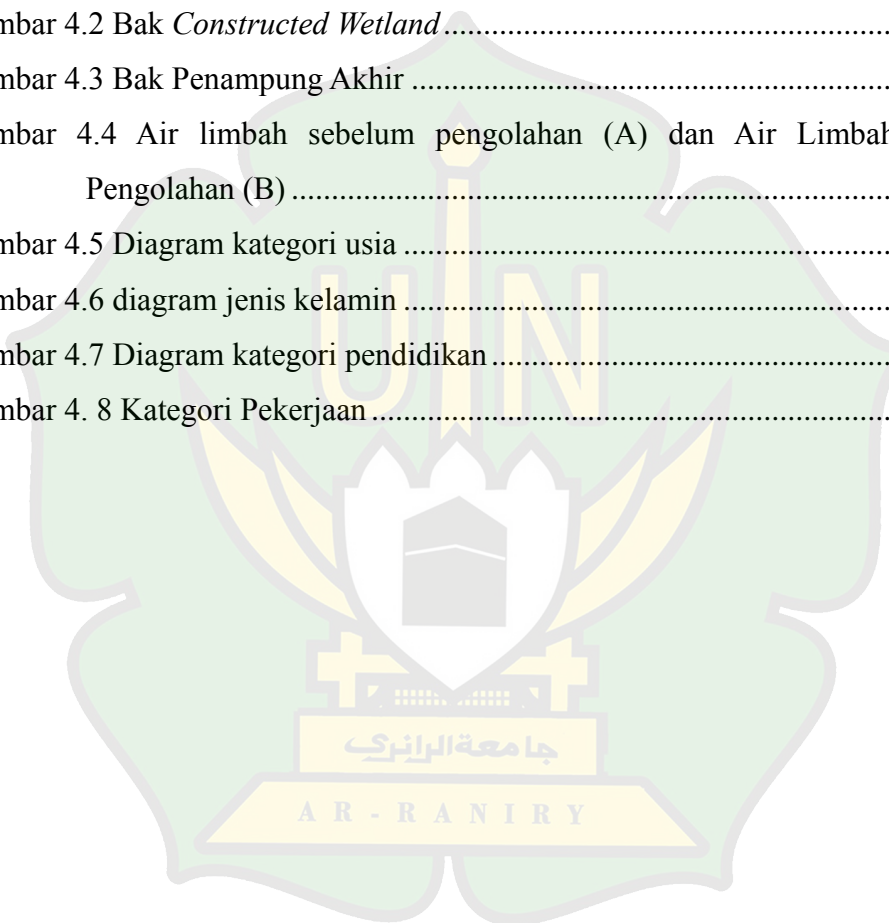 mbar 4.2 Bak Constructed Wetland ....................................................................
mbar 4.3 Bak Penampung Akhir ........................................................................
mbar 4.4 Air limbah sebelum pengolahan (A) dan Air Limbah
Pengolahan (B) ........................................................................................
mbar 4.5 Diagram kategori usia .........................................................................
mbar 4.6 diagram jenis kelamin .........................................................................
mbar 4.7 Diagram kategori pendidikan .............................................................
mbar 4. 8 Kategori Pekerjaan ..............................................................................
UIN
جامعة الرانري
AR-RANIRY